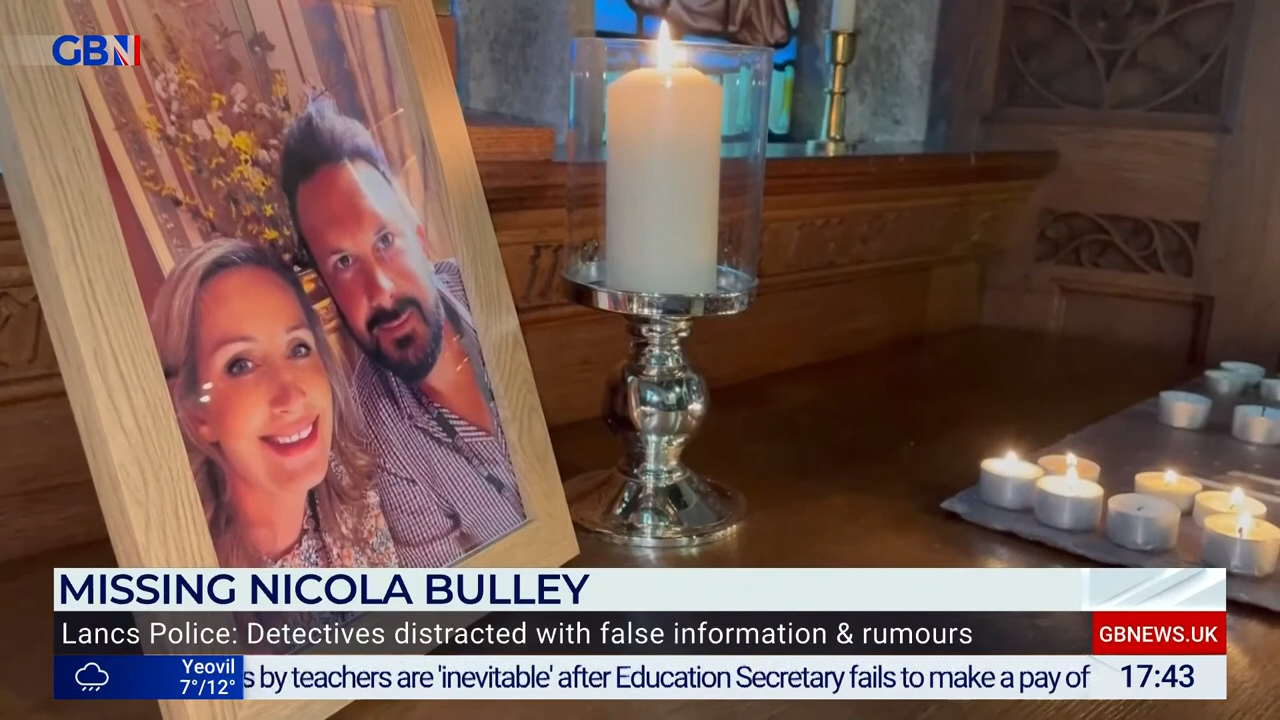 GBN
MISSING NICOLA BULLEY
Lancs Police: Detectives distracted with false information & rumours
GBNEWS.UK
Yeovil
7°/12°
s by teachers are 'inevitable' after Education Secretary fails to make a pay of
17:43